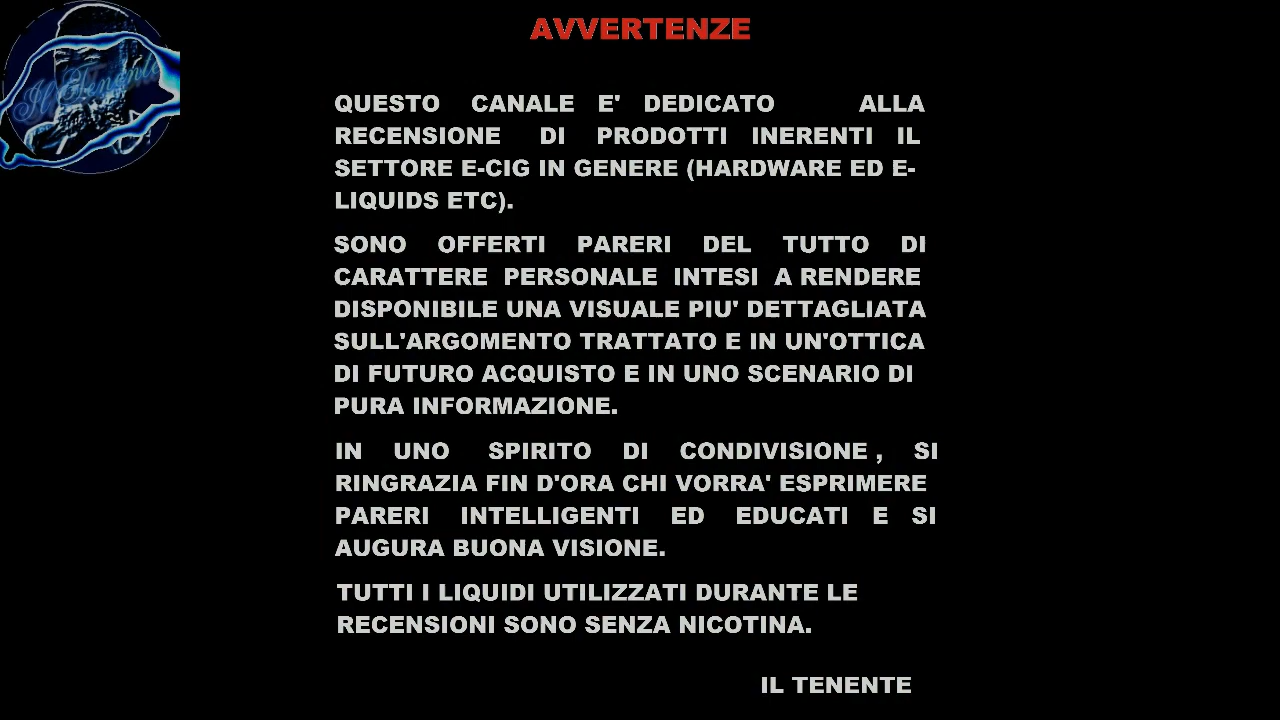 AVVERTENZE
Il Tenente
QUESTO CANALE E' DEDICATO ALLA
RECENSIONE DI PRODOTTI INERENTI IL
SETTORE E-CIG IN GENERE (HARDWARE ED E-
LIQUIDS ETC).
SONO OFFERTI PARERI DEL TUTTO DI
CARATTERE PERSONALE INTESI A RENDERE
DISPONIBILE UNA VISUALE PIU' DETTAGLIATA
SULL'ARGOMENTO TRATTATO E IN UN'OTTICA
DI FUTURO ACQUISTO E IN UNO SCENARIO DI
PURA INFORMAZIONE.
IN UNO SPIRITO DI CONDIVISIONE , SI
RINGRAZIA FIN D'ORA CHI VORRA' ESPRIMERE
PARERI INTELLIGENTI ED EDUCATI E SI
AUGURA BUONA VISIONE.
TUTTI I LIQUIDI UTILIZZATI DURANTE LE
RECENSIONI SONO SENZA NICOTINA.
IL TENENTE